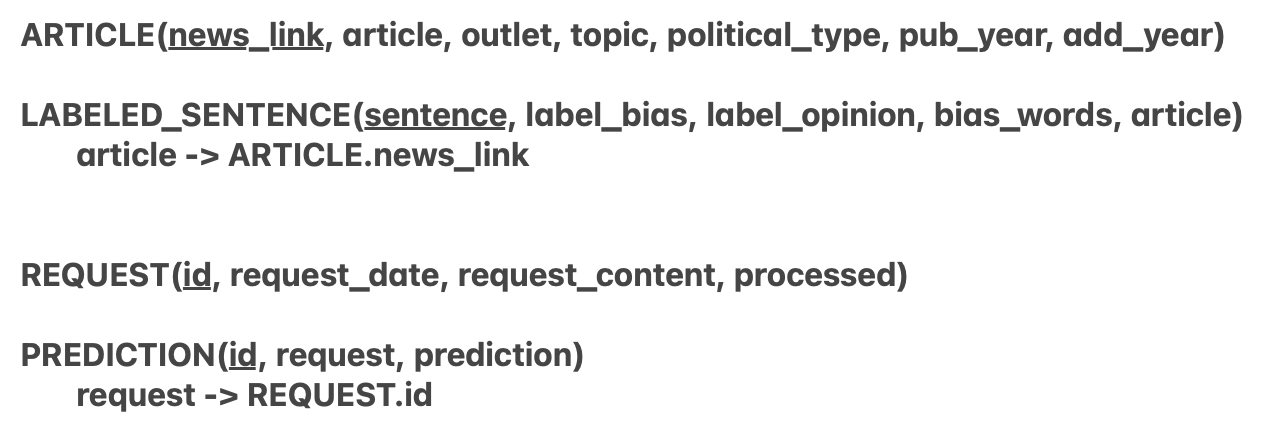 ARTICLE(news_link, article, outlet, topic, political_type, pub_year, add_year)
LABELED_SENTENCE(sentence, label_bias, label_opinion, bias_words, article)
article -> ARTICLE.news_link
REQUEST(id, request_date, request_content, processed)
PREDICTION(id, request, prediction)
request -> REQUEST.id